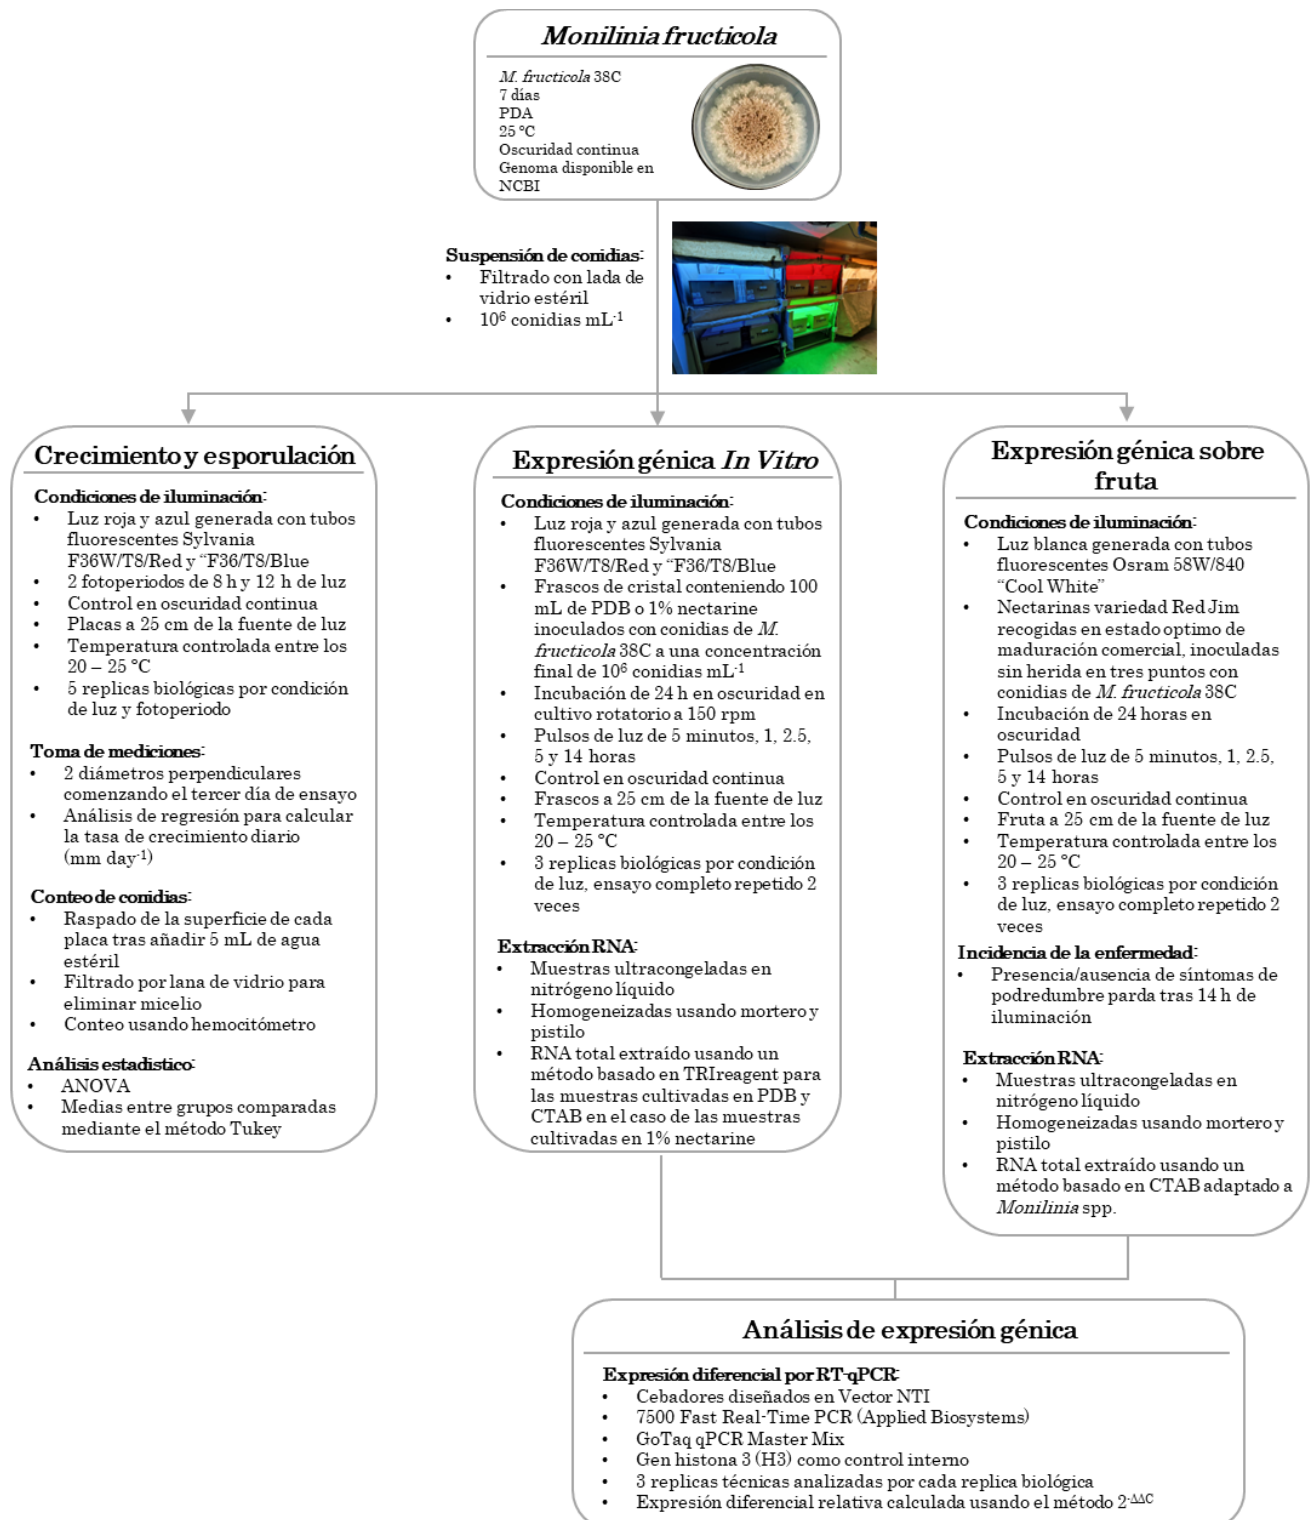 Monilinia fructicola
M. fructicola 38C
7 días
PDA
25 °C
Oscuridad continua
Genoma disponible en
NCBI
Suspensión de conidias:
• Filtrado con lada de
vidrio estéril
• 10⁶ conidias mL⁻¹
Crecimiento y esporulación
Condiciones de iluminación:
• Luz roja y azul generada con tubos
fluorescentes Sylvania
F36W/T8/Red y “F36/T8/Blue
• 2 fotoperiodos de 8 h y 12 h de luz
• Control en oscuridad continua
• Placas a 25 cm de la fuente de luz
• Temperatura controlada entre los
20 – 25 °C
• 5 replicas biológicas por condición
de luz y fotoperiodo
Toma de mediciones:
• 2 diámetros perpendiculares
comenzando el tercer día de ensayo
• Análisis de regresión para calcular
la tasa de crecimiento diario
(mm day⁻¹)
Conteo de conidias:
• Raspado de la superficie de cada
placa tras añadir 5 mL de agua
estéril
• Filtrado por lana de vidrio para
eliminar micelio
• Conteo usando hemocitómetro
Análisis estadistico:
• ANOVA
• Medias entre grupos comparadas
mediante el método Tukey
Expresión génica In Vitro
Condiciones de iluminación:
• Luz roja y azul generada con tubos
fluorescentes Sylvania
F36W/T8/Red y “F36/T8/Blue
• Frascos de cristal conteniendo 100
mL de PDB o 1% nectarine
inoculados con conidias de M.
fructicola 38C a una concentración
final de 10⁶ conidias mL⁻¹
• Incubación de 24 h en oscuridad en
cultivo rotatorio a 150 rpm
• Pulsos de luz de 5 minutos, 1, 2.5,
5 y 14 horas
• Control en oscuridad continua
• Frascos a 25 cm de la fuente de luz
• Temperatura controlada entre los
20 – 25 °C
• 3 replicas biológicas por condición
de luz, ensayo completo repetido 2
veces
Extracción RNA:
• Muestras ultracongeladas en
nitrógeno líquido
• Homogeneizadas usando mortero y
pistilo
• RNA total extraído usando un
método basado en TRIreagent para
las muestras cultivadas en PDB y
CTAB en el caso de las muestras
cultivadas en 1% nectarine
Expresión génica sobre
fruta
Condiciones de iluminación:
• Luz blanca generada con tubos
fluorescentes Osram 58W/840
“Cool White”
• Nectarinas variedad Red Jim
recogidas en estado optimo de
maduración comercial, inoculadas
sin herida en tres puntos con
conidias de M. fructicola 38C
• Incubación de 24 horas en
oscuridad
• Pulsos de luz de 5 minutos, 1, 2.5,
5 y 14 horas
• Control en oscuridad continua
• Fruta a 25 cm de la fuente de luz
• Temperatura controlada entre los
20 – 25 °C
• 3 replicas biológicas por condición
de luz, ensayo completo repetido 2
veces
Incidencia de la enfermedad:
• Presencia/ausencia de síntomas de
podredumbre parda tras 14 h de
iluminación
Extracción RNA:
• Muestras ultracongeladas en
nitrógeno líquido
• Homogeneizadas usando mortero y
pistilo
• RNA total extraído usando un
método basado en CTAB adaptado a
Monilinia spp.
Análisis de expresión génica
Expresión diferencial por RT-qPCR:
• Cebadores diseñados en Vector NTI
• 7500 Fast Real-Time PCR (Applied Biosystems)
• GoTaq qPCR Master Mix
• Gen histona 3 (H3) como control interno
• 3 replicas técnicas analizadas por cada replica biológica
• Expresión diferencial relativa calculada usando el método 2⁻ΔΔC